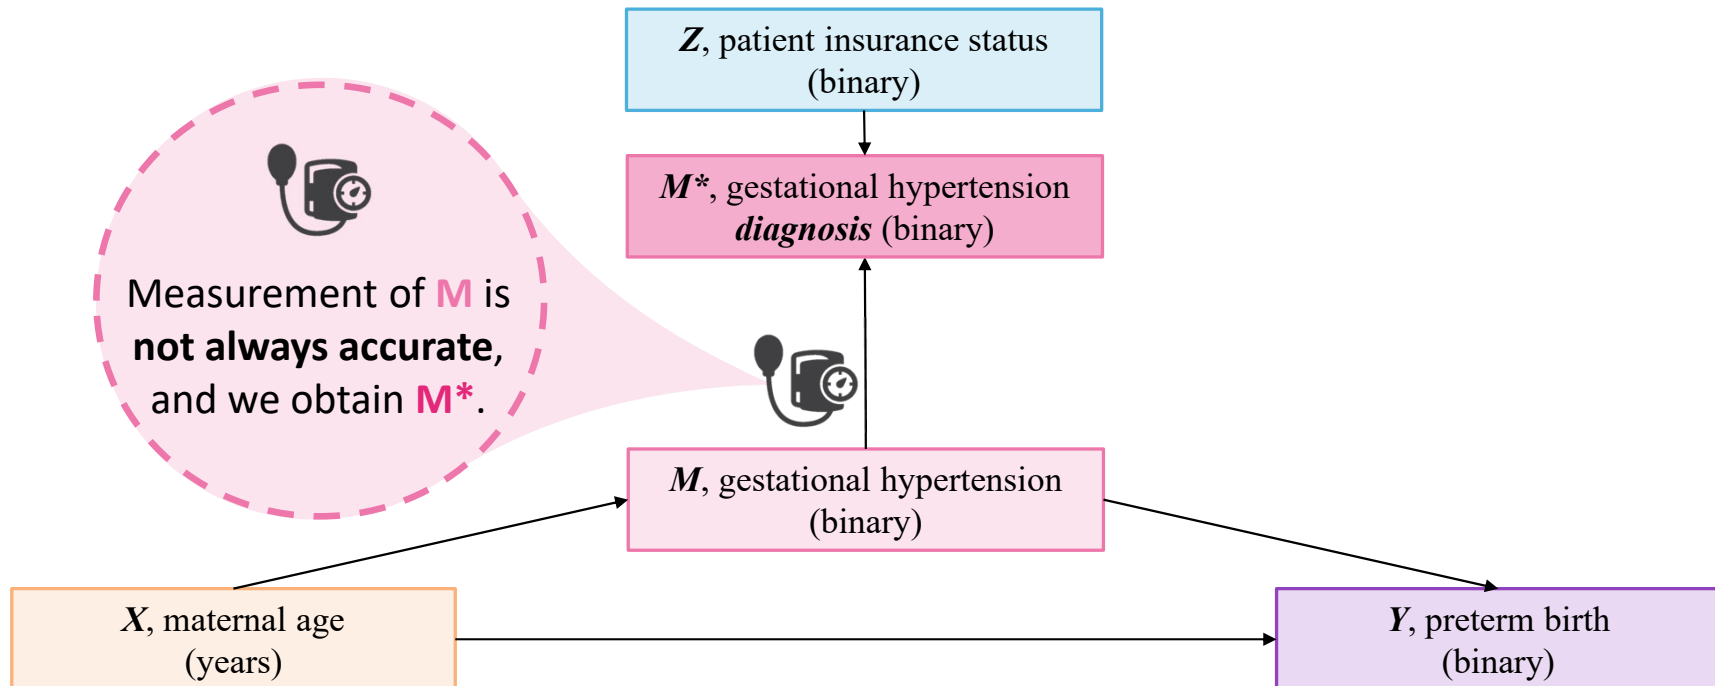 Z, patient insurance status
(binary)
M*, gestational hypertension
diagnosis (binary)
Measurement of M is
not always accurate,
and we obtain M*.
M, gestational hypertension
(binary)
X, maternal age
(years)
Y, preterm birth
(binary)